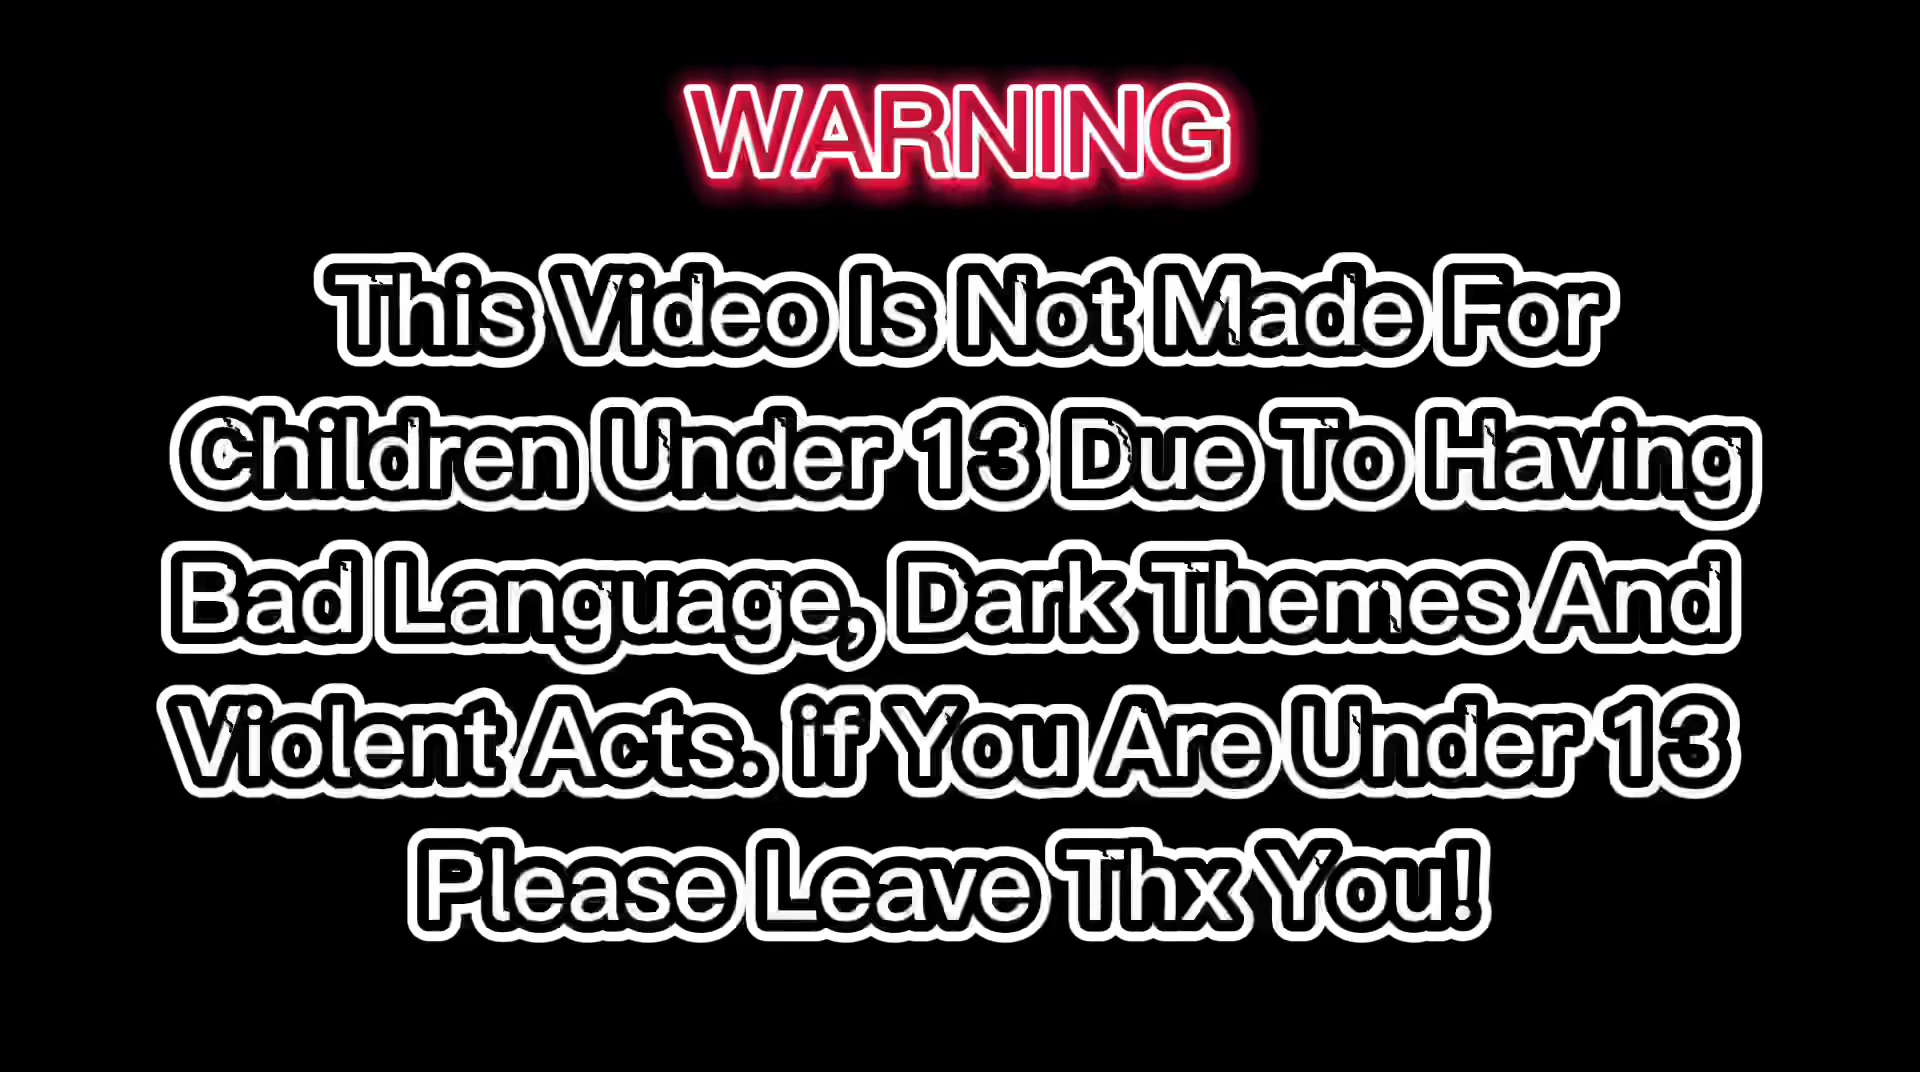 WARNING
This Video Is Not Made For
Children Under 13 Due To Having
Bad Language, Dark Themes And
Violent Acts. if You Are Under 13
Please Leave Thx You!